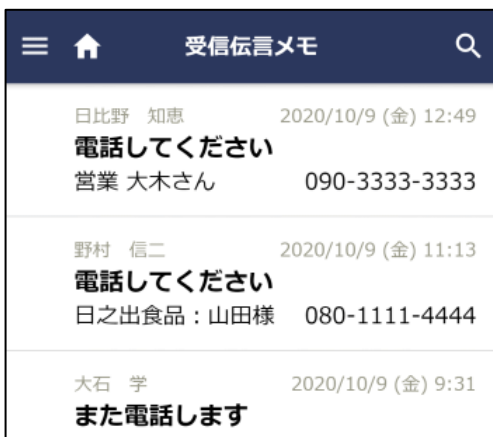 受信伝言メモ
日比野 知恵 2020/10/9 (金) 12:49
電話してください
営業 大木さん 090-3333-3333
野村 信二 2020/10/9 (金) 11:13
電話してください
日之出食品：山田様 080-1111-4444
大石 学 2020/10/9 (金) 9:31
また電話します